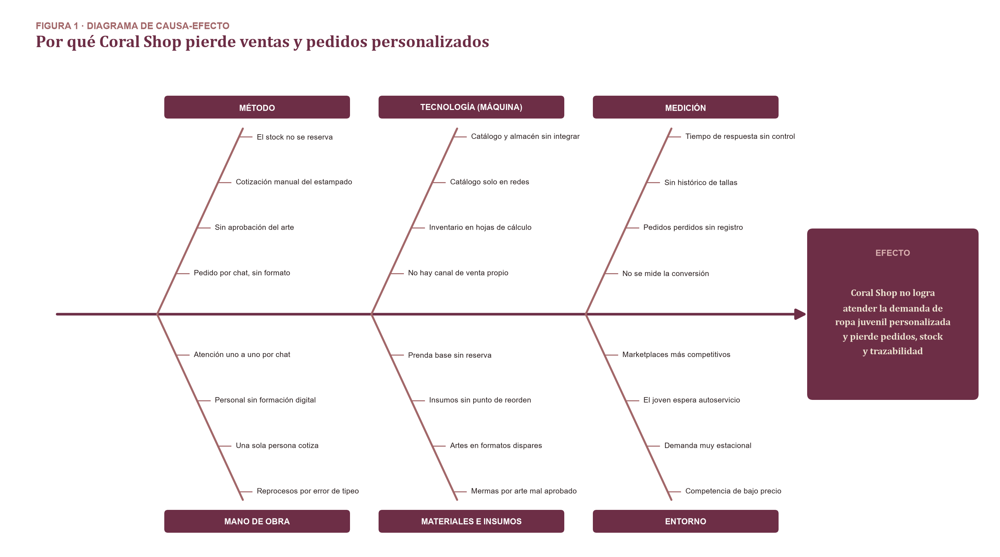 FIGURA 1 · DIAGRAMA DE CAUSA-EFECTO
Por qué Coral Shop pierde ventas y pedidos personalizados
MÉTODO
El stock no se reserva
Cotización manual del estampado
Sin aprobación del arte
Pedido por chat, sin formato
TECNOLOGÍA (MÁQUINA)
Catálogo y almacén sin integrar
Catálogo solo en redes
Inventario en hojas de cálculo
No hay canal de venta propio
MEDICIÓN
Tiempo de respuesta sin control
Sin histórico de tallas
Pedidos perdidos sin registro
No se mide la conversión
EFECTO
Coral Shop no logra
atender la demanda de
ropa juvenil personalizada
y pierde pedidos, stock
y trazabilidad
Atención uno a uno por chat
Personal sin formación digital
Una sola persona cotiza
Reprocesos por error de tipeo
MANO DE OBRA
Prenda base sin reserva
Insumos sin punto de reorden
Artes en formatos dispares
Mermas por arte mal aprobado
MATERIALES E INSUMOS
Marketplaces más competitivos
El joven espera autoservicio
Demanda muy estacional
Competencia de bajo precio
ENTORNO